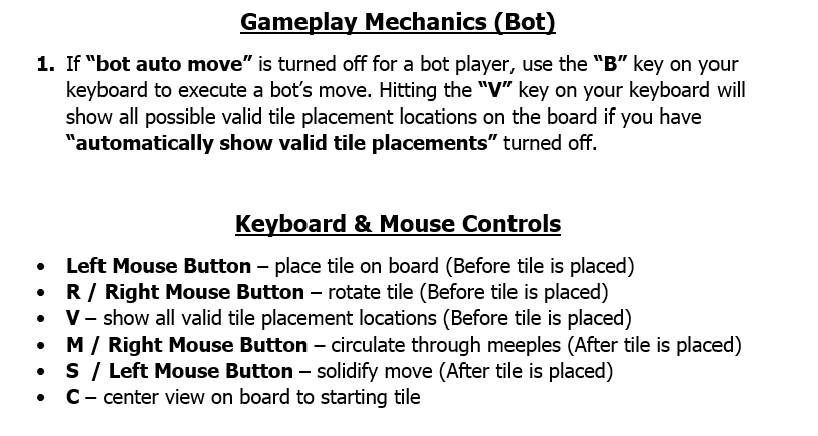 Gameplay Mechanics (Bot)
1. If “bot auto move” is turned off for a bot player, use the “B” key on your
keyboard to execute a bot’s move. Hitting the “V” key on your keyboard will
show all possible valid tile placement locations on the board if you have
“automatically show valid tile placements” turned off.
Keyboard & Mouse Controls
• Left Mouse Button – place tile on board (Before tile is placed)
• R / Right Mouse Button – rotate tile (Before tile is placed)
• V – show all valid tile placement locations (Before tile is placed)
• M / Right Mouse Button – circulate through meeples (After tile is placed)
• S / Left Mouse Button – solidify move (After tile is placed)
• C – center view on board to starting tile